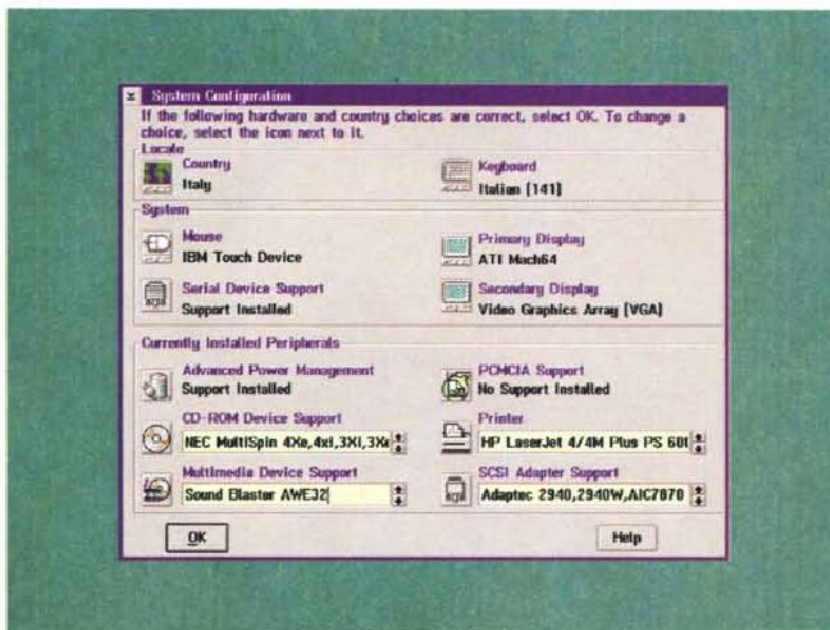 System Configuration
If the following hardware and country choices are correct, select OK. To change a
choice, select the icon next to it.
Locale
Country
Italy
Keyboard
Italian [141]
System
Mouse
IBM Touch Device
Primary Display
ATI Mach64
Serial Device Support
Support Installed
Secondary Display
Video Graphics Array [VGA]
Currently Installed Peripherals
Advanced Power Management
Support Installed
PCMCIA Support
No Support Installed
CD-ROM Device Support
NEC MultiSpin 4Xe,4xI,3XI,3Xe
Printer
HP LaserJet 4/4M Plus PS 600
Multimedia Device Support
Sound Blaster AWE32
SCSI Adapter Support
Adaptec 2940,2940W,AIC7870
OK
Help